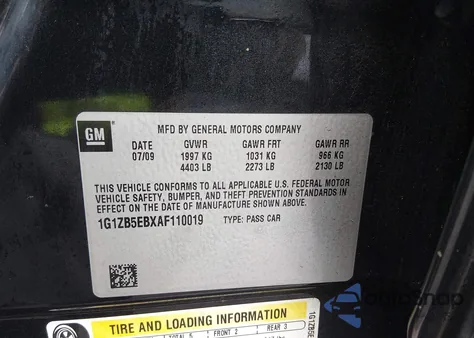 GM
MFD BY GENERAL MOTORS COMPANY
DATE GVWR GAWR FRT GAWR RR
07/09 1997 KG 1031 KG 966 KG
4403 LB 2273 LB 2130 LB
THIS VEHICLE CONFORMS TO ALL APPLICABLE U.S. FEDERAL MOTOR
VEHICLE SAFETY, BUMPER, AND THEFT PREVENTION STANDARDS IN
EFFECT ON THE DATE OF MANUFACTURE SHOWN ABOVE.
1G1ZB5EBXAF110019 TYPE: PASS CAR
TIRE AND LOADING INFORMATION
TOTAL 5 FRONT 2 REAR 3
1G1ZB5E